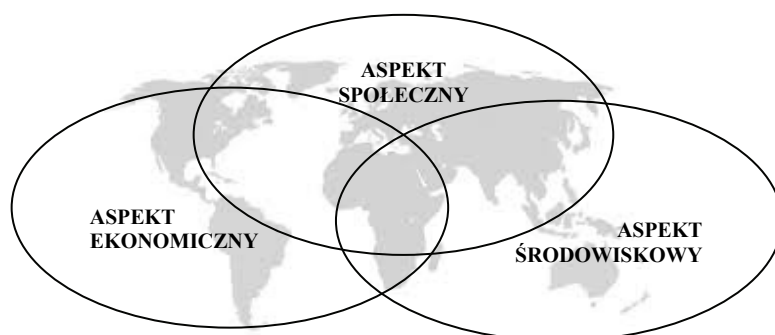 ASPEKT
SPOŁECZNY
ASPEKT
EKONOMICZNY
ASPEKT
ŚRODOWISKOWY